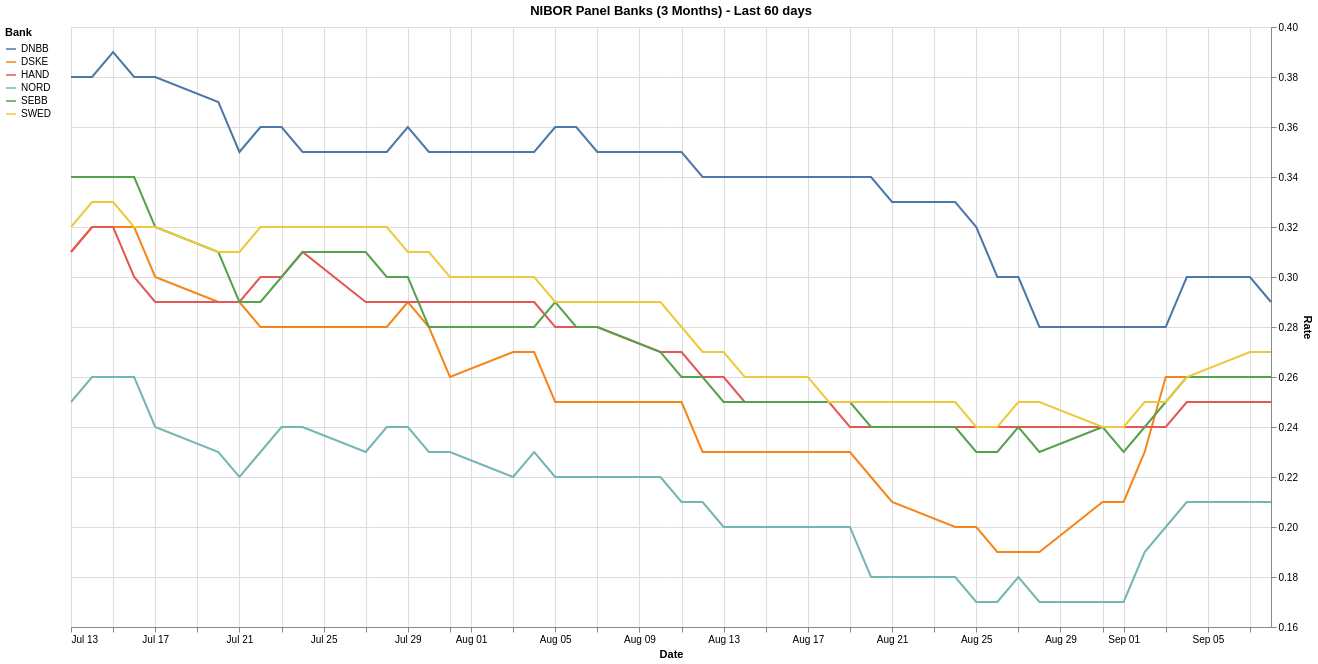 NIBOR Panel Banks (3 Months) - Last 60 days
Bank
DNBB
DSKE
HAND
NORD
SEBB
SWED
0.40
0.38
0.36
0.34
0.32
0.30
0.28
0.26
0.24
0.22
0.20
0.18
0.16
Rate
Jul 13 Jul 17 Jul 21 Jul 25 Jul 29 Aug 01 Aug 05 Aug 09 Aug 13 Aug 17 Aug 21 Aug 25 Aug 29 Sep 01 Sep 05
Date